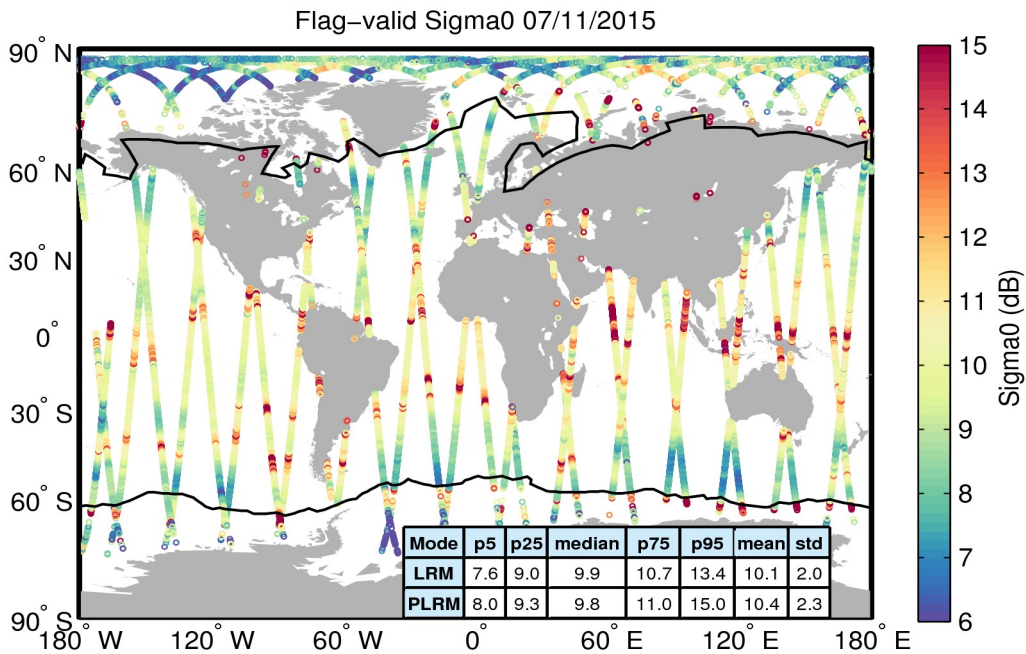 Flag−valid Sigma0 07/11/2015
90° N
60° N
30° N
0°
30° S
60° S
90° S
180° W
120° W
60° W
0°
60° E
120° E
180° E
15
14
13
12
11
10
9
8
7
6
Sigma0 (dB)
Mode p5 p25 median p75 p95 mean std
LRM 7.6 9.0 9.9 10.7 13.4 10.1 2.0
PLRM 8.0 9.3 9.8 11.0 15.0 10.4 2.3